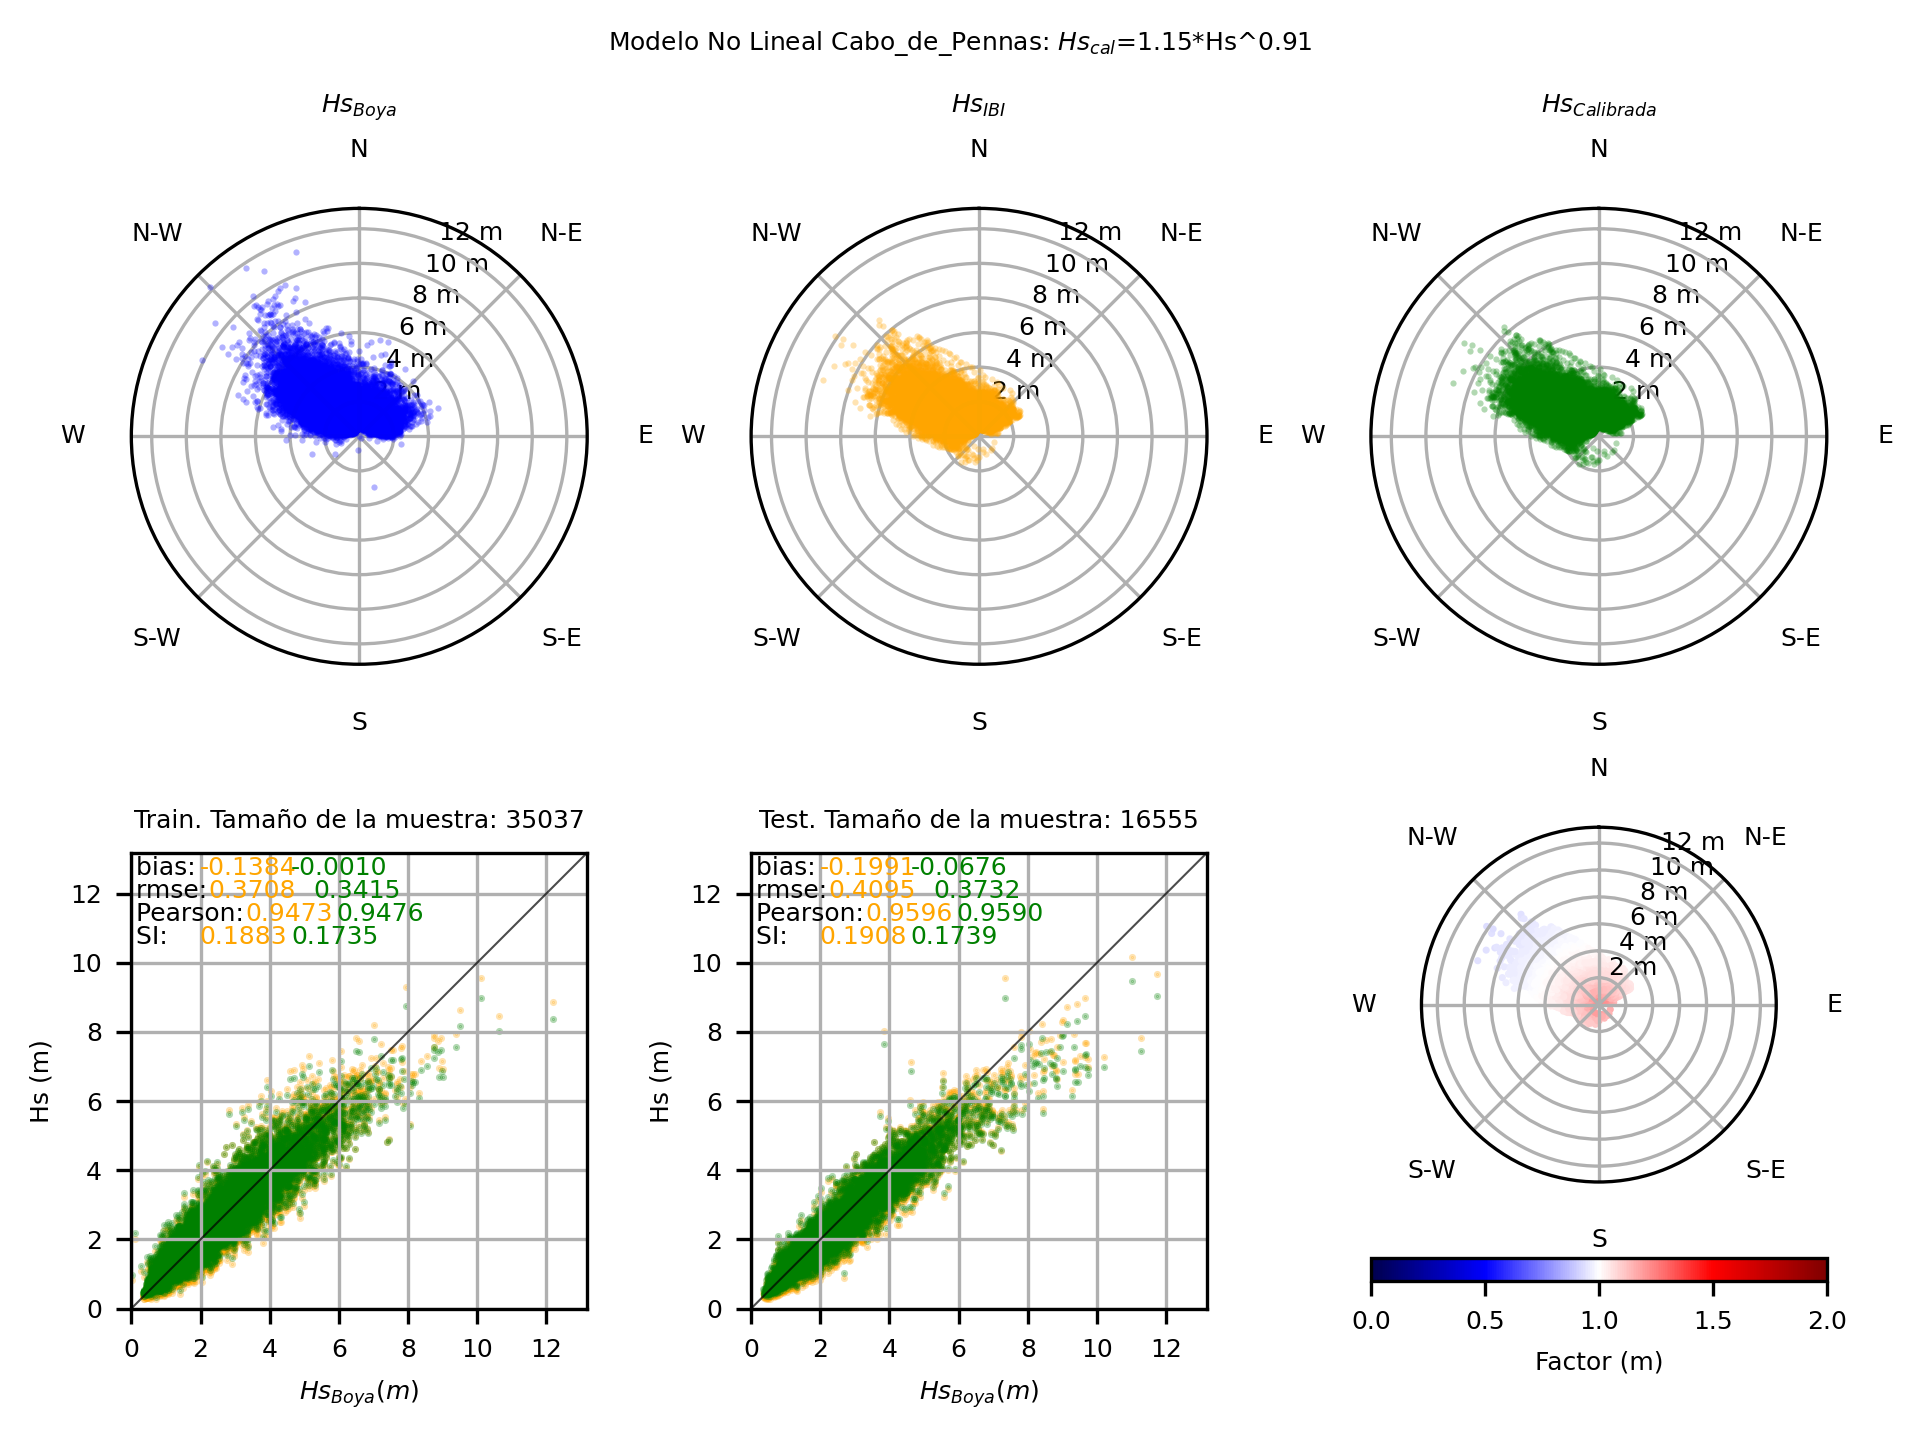 Modelo No Lineal Cabo_de_Pennas: Hs_cal=1.15*Hs^0.91
Hs_Boya
N
N-W
N-E
W
E
S-W
S-E
S
12 m
10 m
8 m
6 m
4 m
m
Hs_IBI
N
N-W
N-E
W
E
S-W
S-E
S
12 m
10 m
8 m
6 m
4 m
2 m
Hs_Calibrada
N
N-W
N-E
W
E
S-W
S-E
S
12 m
10 m
8 m
6 m
4 m
2 m
Train. Tamaño de la muestra: 35037
bias: -0.1384 -0.0010
rmse: 0.3708 0.3415
Pearson: 0.9473 0.9476
SI: 0.1883 0.1735
Hs (m)
12
10
8
6
4
2
0
0 2 4 6 8 10 12
Hs_Boya(m)
Test. Tamaño de la muestra: 16555
bias: -0.1991 -0.0676
rmse: 0.4095 0.3732
Pearson: 0.9596 0.9590
SI: 0.1908 0.1739
Hs (m)
12
10
8
6
4
2
0
0 2 4 6 8 10 12
Hs_Boya(m)
N
N-W
N-E
W
E
S-W
S-E
S
12 m
10 m
8 m
6 m
4 m
2 m
0.0 0.5 1.0 1.5 2.0
Factor (m)